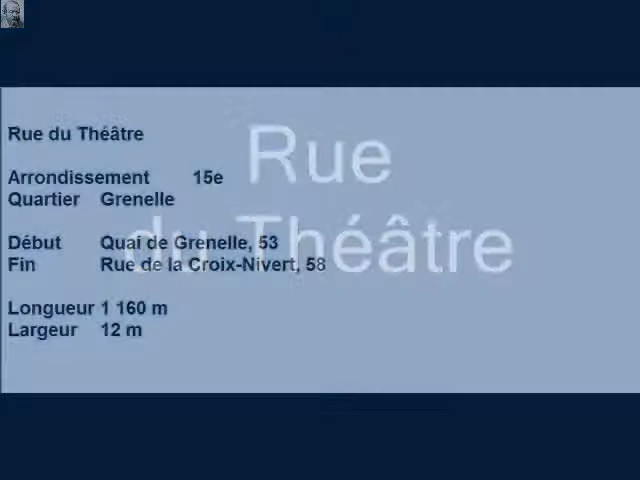 Rue du Théâtre
Rue
du Théâtre
Arrondissement 15e
Quartier Grenelle
Début Quai de Grenelle, 53
Fin Rue de la Croix-Nivert, 58
Longueur 1 160 m
Largeur 12 m